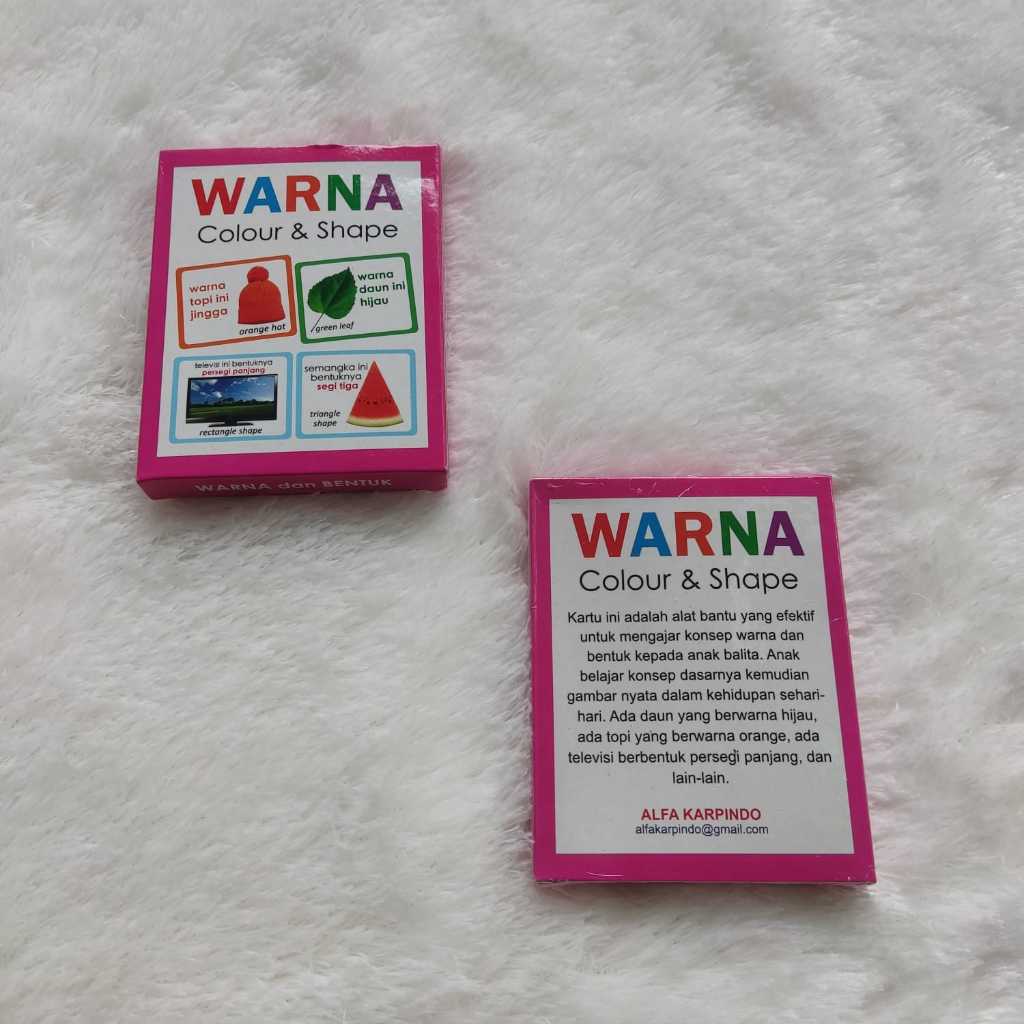 WARNA
Colour & Shape
warna
topi ini
jingga
orange hat
warna
daun ini
hijau
green leaf
televisi ini bentuknya
persegi panjang
rectangle shape
semangka ini
bentuknya
segi tiga
triangle
shape
WARNA dan BENTUK
WARNA
Colour & Shape
Kartu ini adalah alat bantu yang efektif
untuk mengajar konsep warna dan
bentuk kepada anak balita. Anak
belajar konsep dasarnya kemudian
gambar nyata dalam kehidupan sehari-
hari. Ada daun yang berwarna hijau,
ada topi yang berwarna orange, ada
televisi berbentuk persegi panjang, dan
lain-lain.
ALFA KARPINDO
alfakarpindo@gmail.com